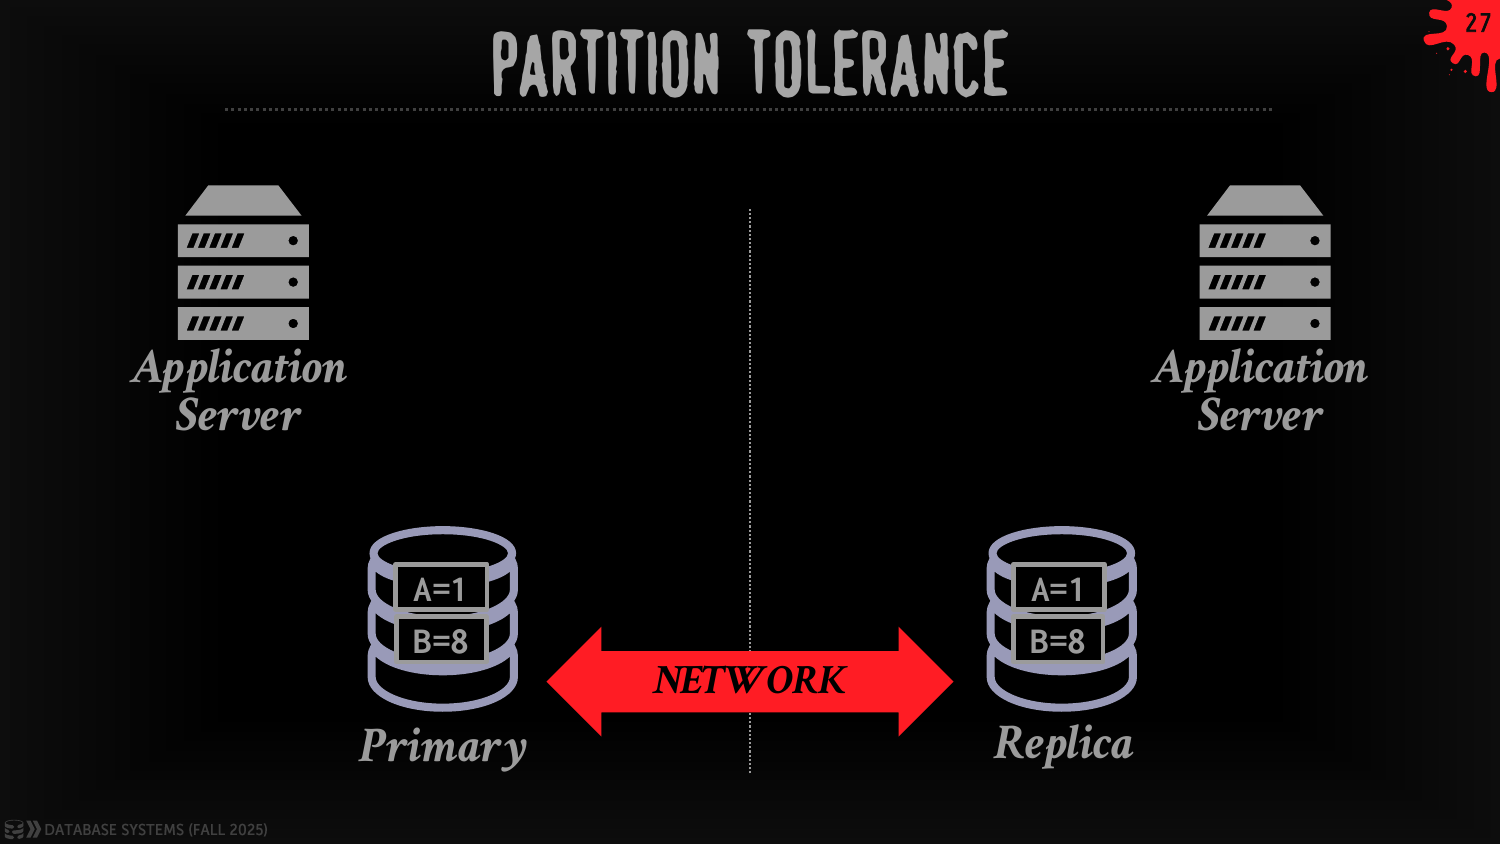 27
PARTITION TOLERANCE
Application
Server
Application
Server
A=1
B=8
A=1
B=8
NETWORK
Primary
Replica
DATABASE SYSTEMS (FALL 2025)